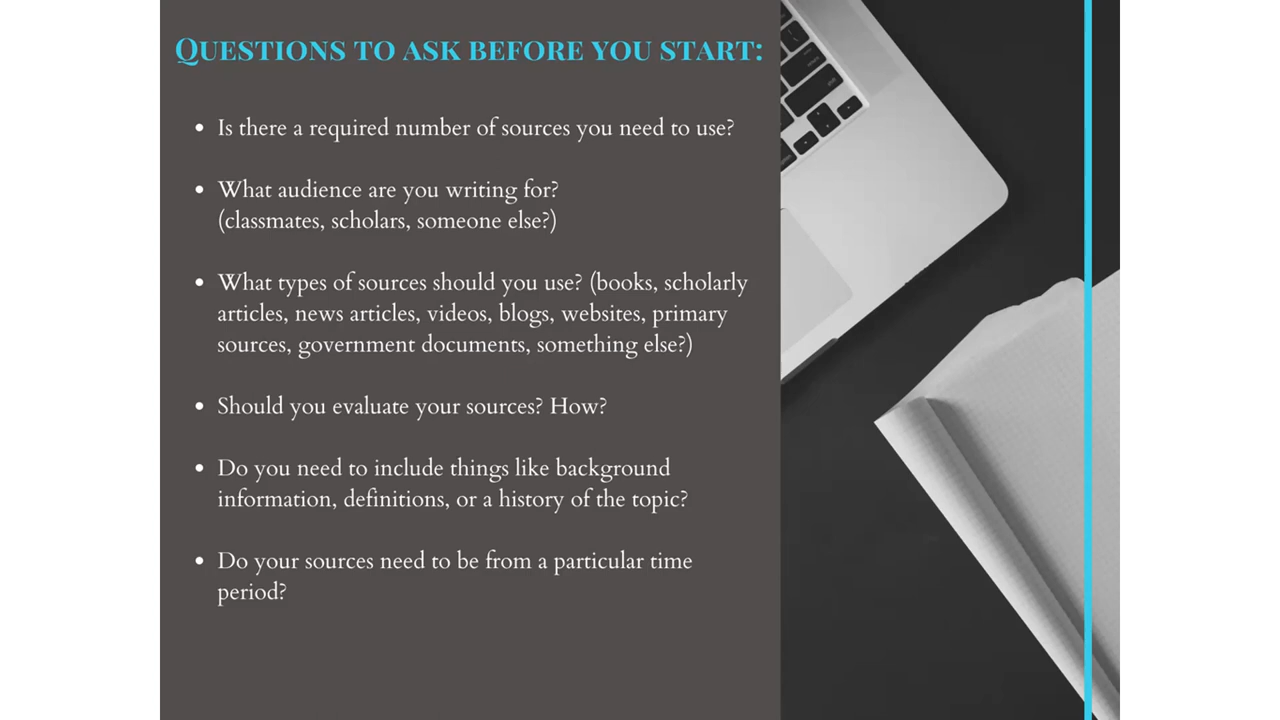 Questions to ask before you start:
• Is there a required number of sources you need to use?
• What audience are you writing for?
(classmates, scholars, someone else?)
• What types of sources should you use? (books, scholarly
articles, news articles, videos, blogs, websites, primary
sources, government documents, something else?)
• Should you evaluate your sources? How?
• Do you need to include things like background
information, definitions, or a history of the topic?
• Do your sources need to be from a particular time
period?